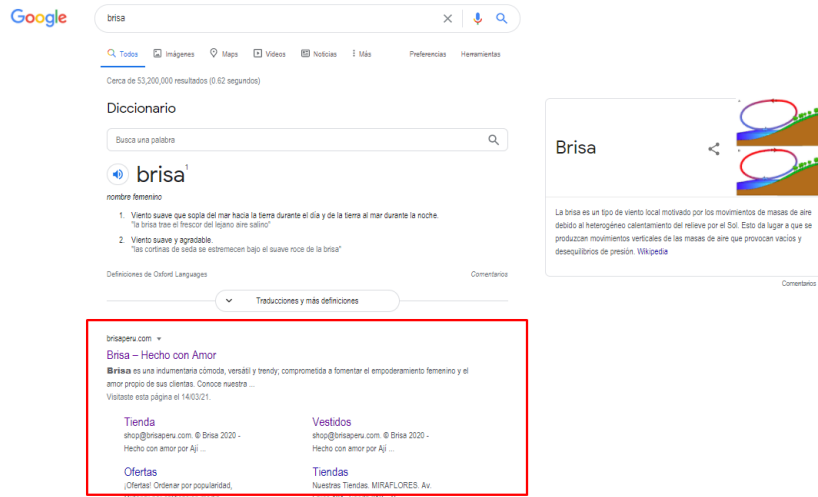 Google
brisa
Todos Imágenes Maps Videos Noticias Más Preferencias Herramientas
Cerca de 53,200,000 resultados (0.62 segundos)
Diccionario
Busca una palabra
brisa1
nombre femenino
1. Viento suave que sopla del mar hacia la tierra durante el día y de la tierra al mar durante la noche.
"la brisa trae el frescor del lejano aire salino"
2. Viento suave y agradable.
"las cortinas de seda se estremecen bajo el suave roce de la brisa"
Definiciones de Oxford Languages Comentarios
Traducciones y más definiciones
brisaperu.com
Brisa – Hecho con Amor
Brisa es una indumentaria cómoda, versátil y trendy; comprometida a fomentar el empoderamiento femenino y el
amor propio de sus clientas. Conoce nuestra ...
Visitaste esta página el 14/03/21.
Tienda
shop@brisaperu.com. © Brisa 2020 -
Hecho con amor por Aji ...
Vestidos
shop@brisaperu.com. © Brisa 2020 -
Hecho con amor por Aji ...
Ofertas
¡Ofertas! Ordenar por popularidad,
Tiendas
Nuestras Tiendas. MIRAFLORES. Av.
Brisa
La brisa es un tipo de viento local motivado por los movimientos de masas de aire
debido al heterogéneo calentamiento del relieve por el Sol. Esto da lugar a que se
produzcan movimientos verticales de las masas de aire que provocan vacíos y
desequilibrios de presión. Wikipedia
Comentarios